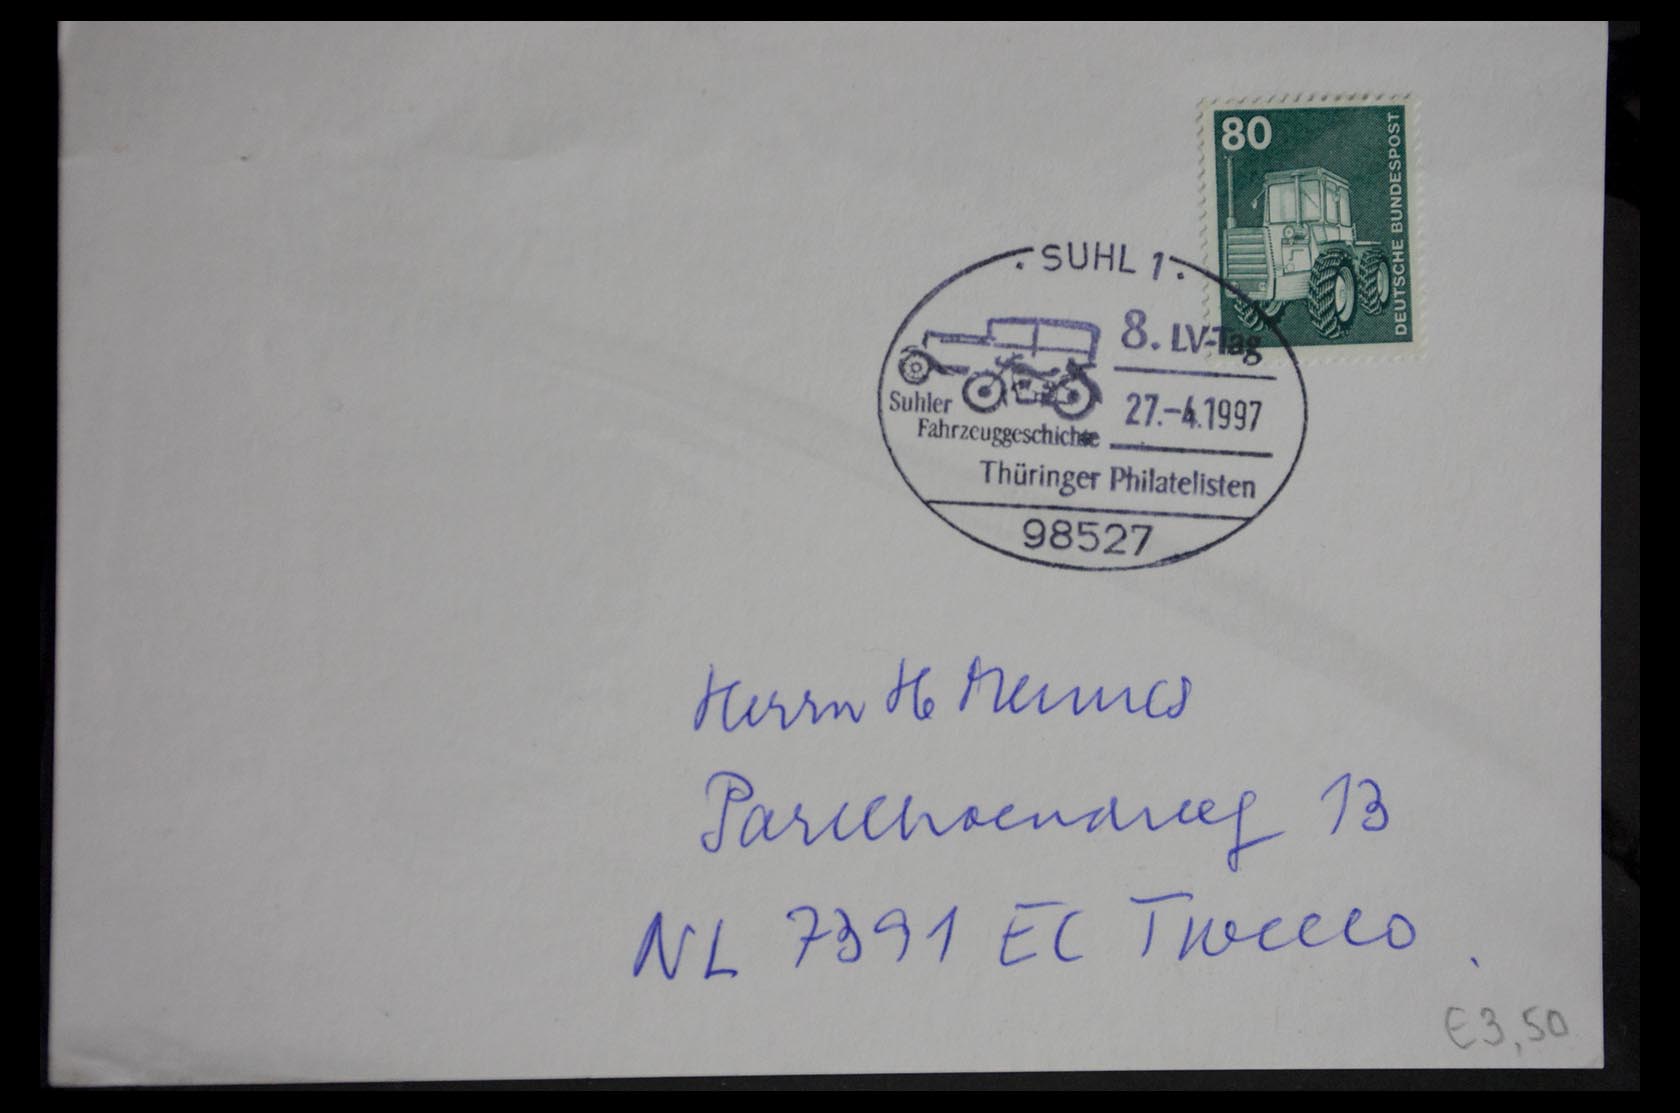 80
DEUTSCHE BUNDESPOST
. SUHL 1 .
8. LV-Tag
27.-4.1997
Suhler
Fahrzeuggeschichte
Thüringer Philatelisten
98527
Herrn H
13
NL 7391 EC Twello
€3,50